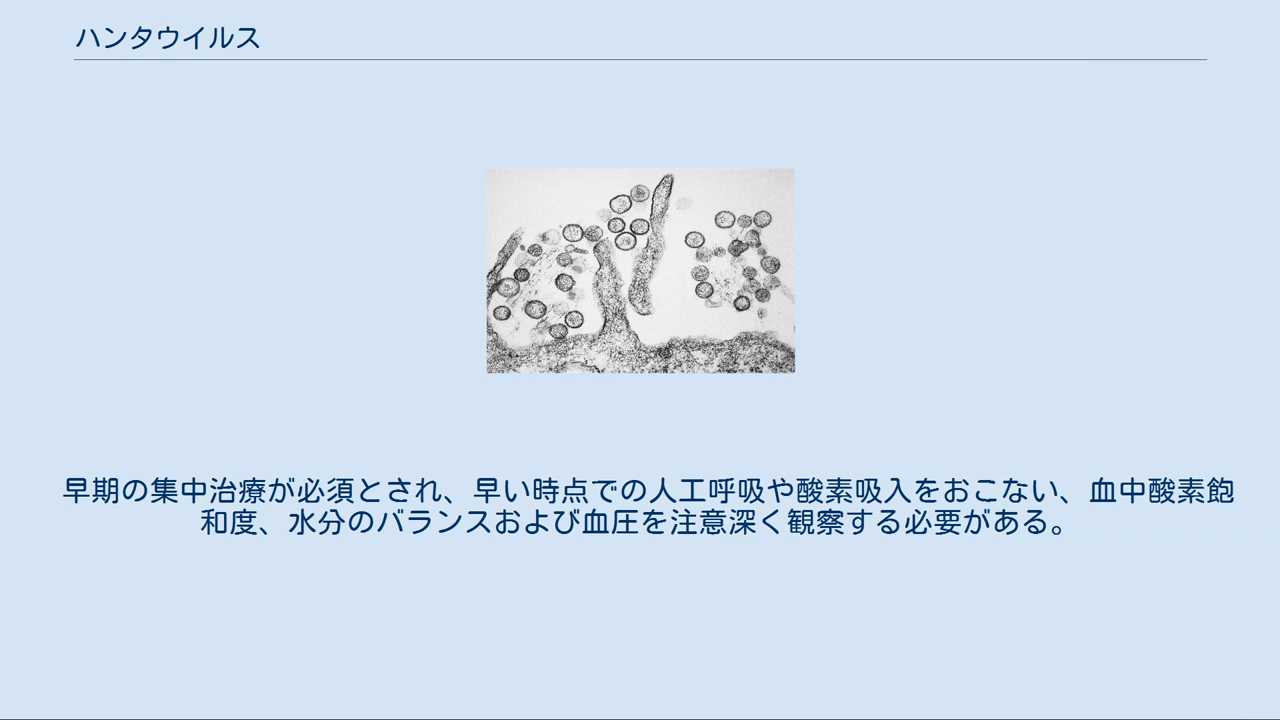 ハンタウイルス
早期の集中治療が必須とされ、早い時点での人工呼吸や酸素吸入をおこない、血中酸素飽
和度、水分のバランスおよび血圧を注意深く観察する必要がある。